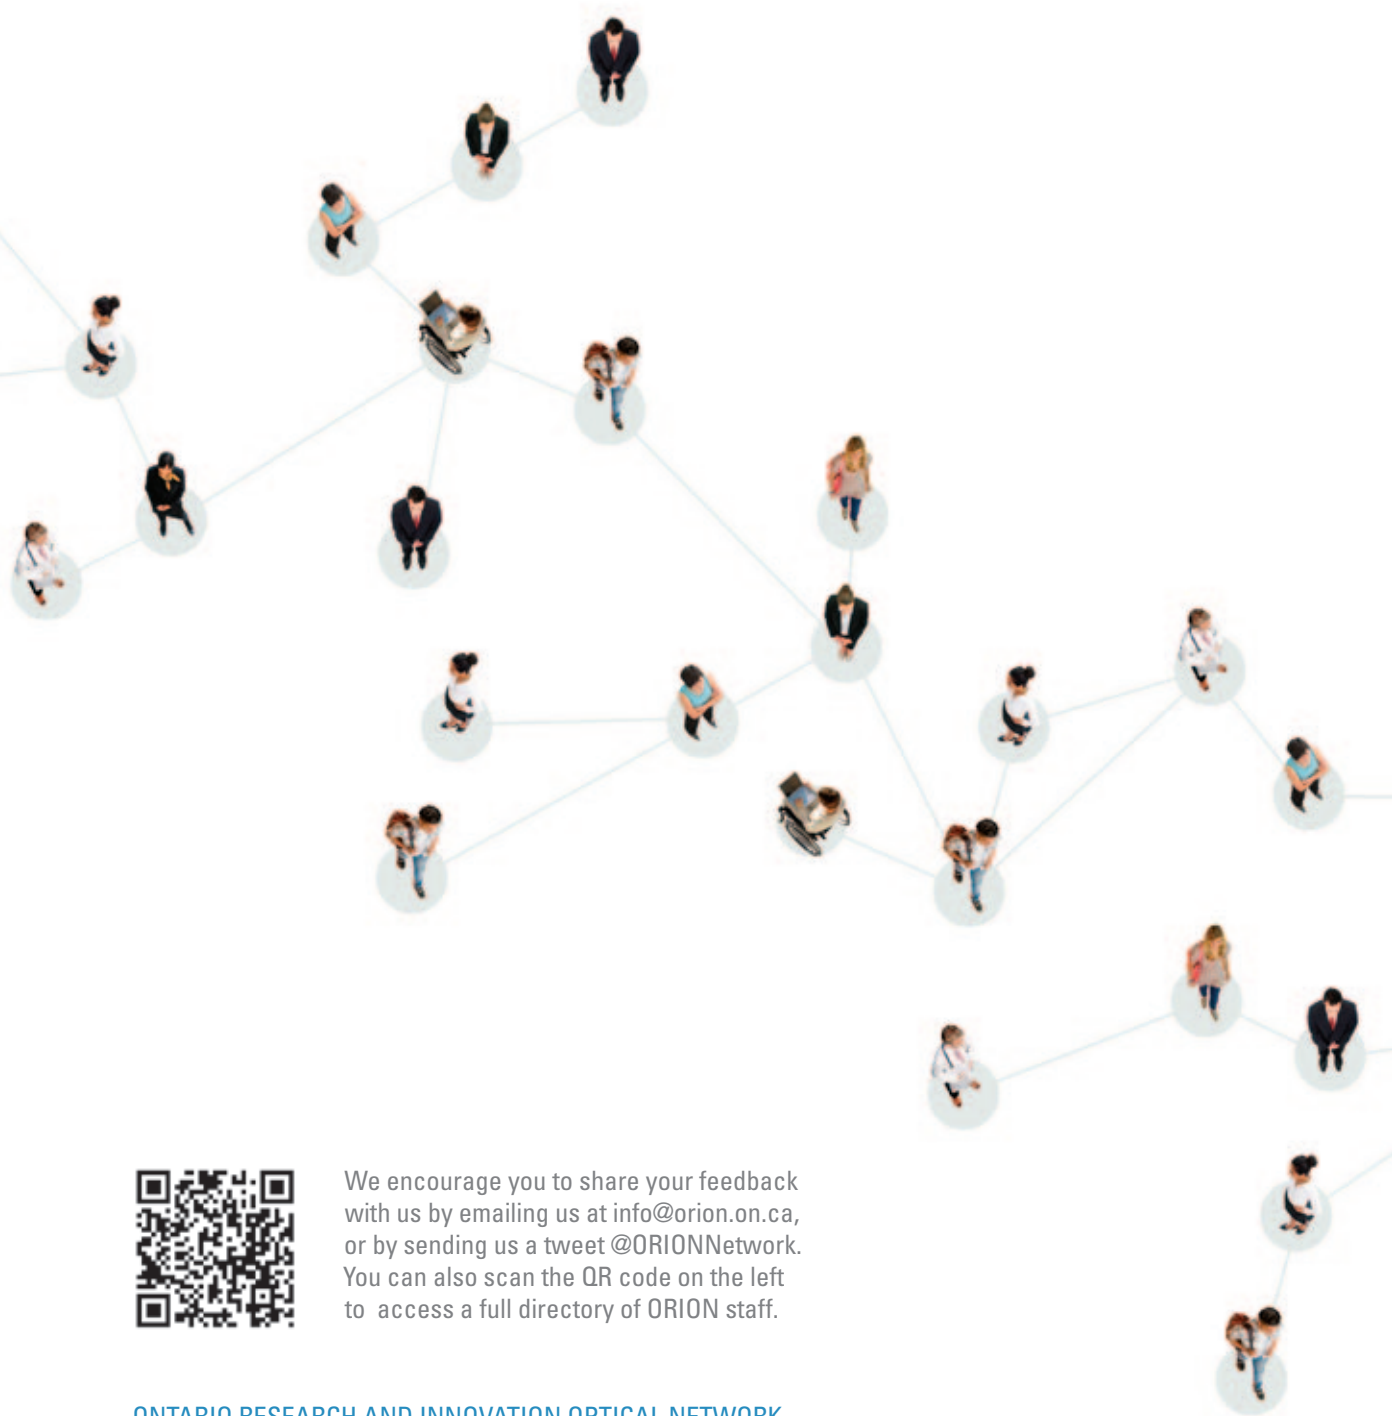 We encourage you to share your feedback
with us by emailing us at info@orion.on.ca,
or by sending us a tweet @ORIONNetwork.
You can also scan the QR code on the left
to access a full directory of ORION staff.
ONTARIO RESEARCH AND INNOVATION OPTICAL NETWORK